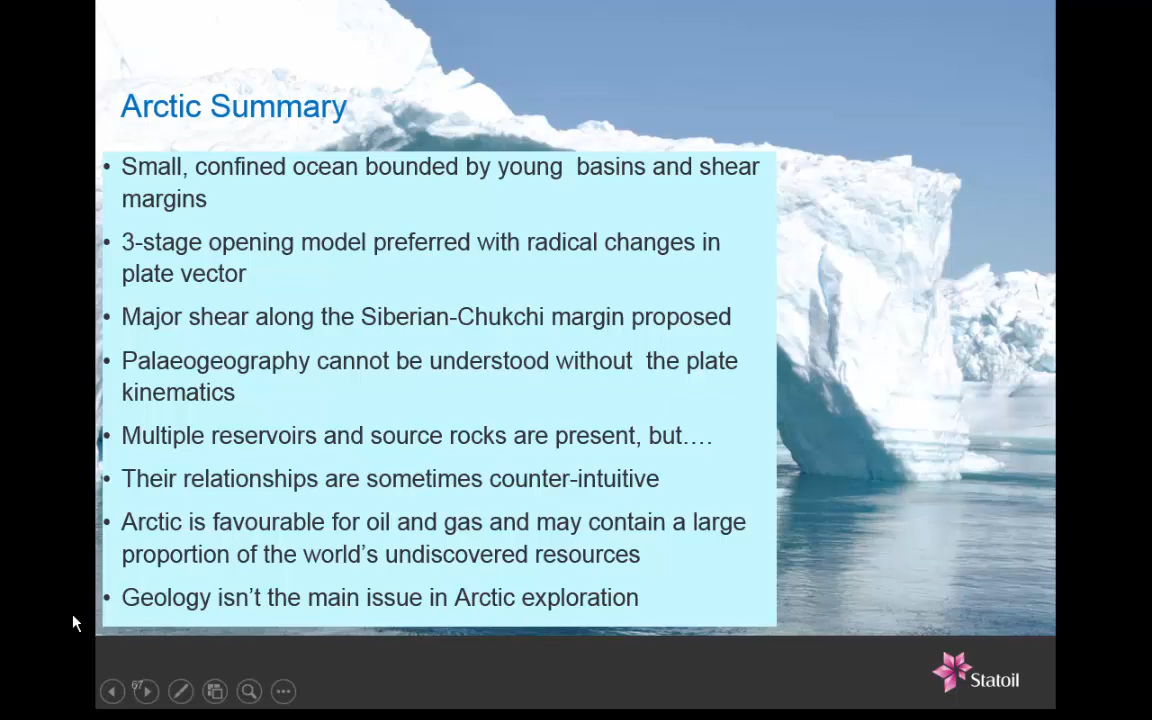 Arctic Summary
• Small, confined ocean bounded by young  basins and shear
margins
• 3-stage opening model preferred with radical changes in
plate vector
• Major shear along the Siberian-Chukchi margin proposed
• Palaeogeography cannot be understood without  the plate
kinematics
• Multiple reservoirs and source rocks are present, but….
• Their relationships are sometimes counter-intuitive
• Arctic is favourable for oil and gas and may contain a large
proportion of the world’s undiscovered resources
• Geology isn’t the main issue in Arctic exploration
67
Statoil